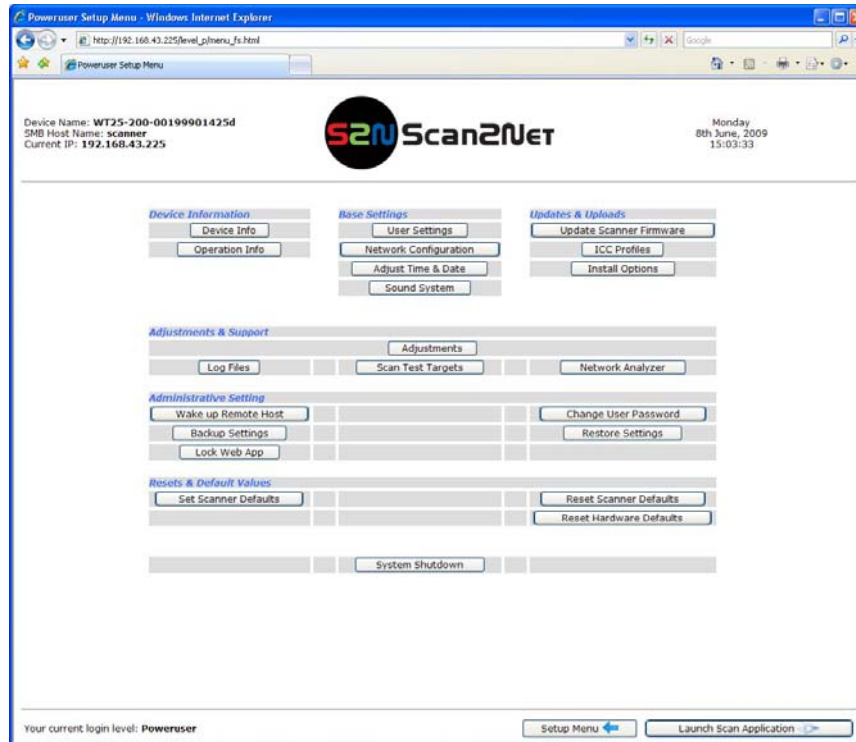 Poweruser Setup Menu - Windows Internet Explorer
http://192.168.43.225/level_p/menu_fs.html
Google
Poweruser Setup Menu
Device Name: WT25-200-00199901425d
SMB Host Name: scanner
Current IP: 192.168.43.225
S2N Scan2Net
Monday
8th June, 2009
15:03:33
Device Information Base Settings Updates & Uploads
Device Info User Settings Update Scanner Firmware
Operation Info Network Configuration ICC Profiles
Adjust Time & Date Install Options
Sound System
Adjustments & Support
Adjustments
Log Files Scan Test Targets Network Analyzer
Administrative Setting
Wake up Remote Host Change User Password
Backup Settings Restore Settings
Lock Web App
Resets & Default Values
Set Scanner Defaults Reset Scanner Defaults
Reset Hardware Defaults
System Shutdown
Your current login level: Poweruser Setup Menu Launch Scan Application